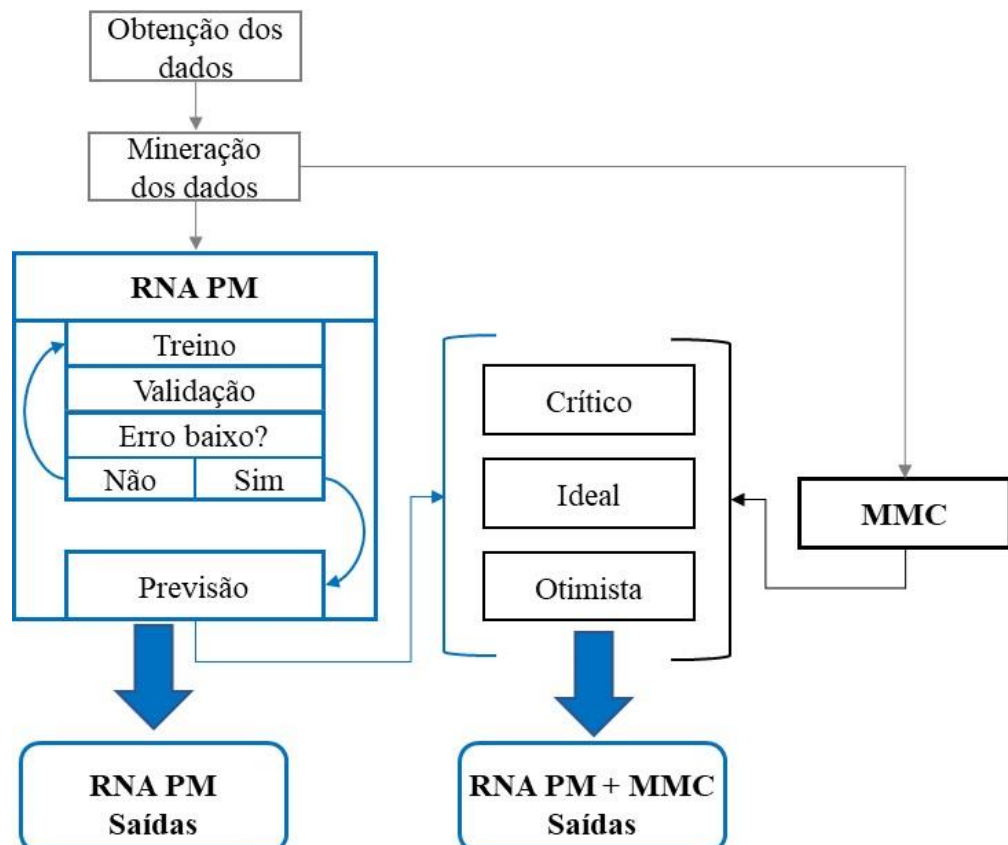 Obtenção dos
dados
Mineração
dos dados
RNA PM
Treino
Validação
Erro baixo?
Não
Sim
Previsão
Crítico
Ideal
Otimista
MMC
RNA PM
Saídas
RNA PM + MMC
Saídas